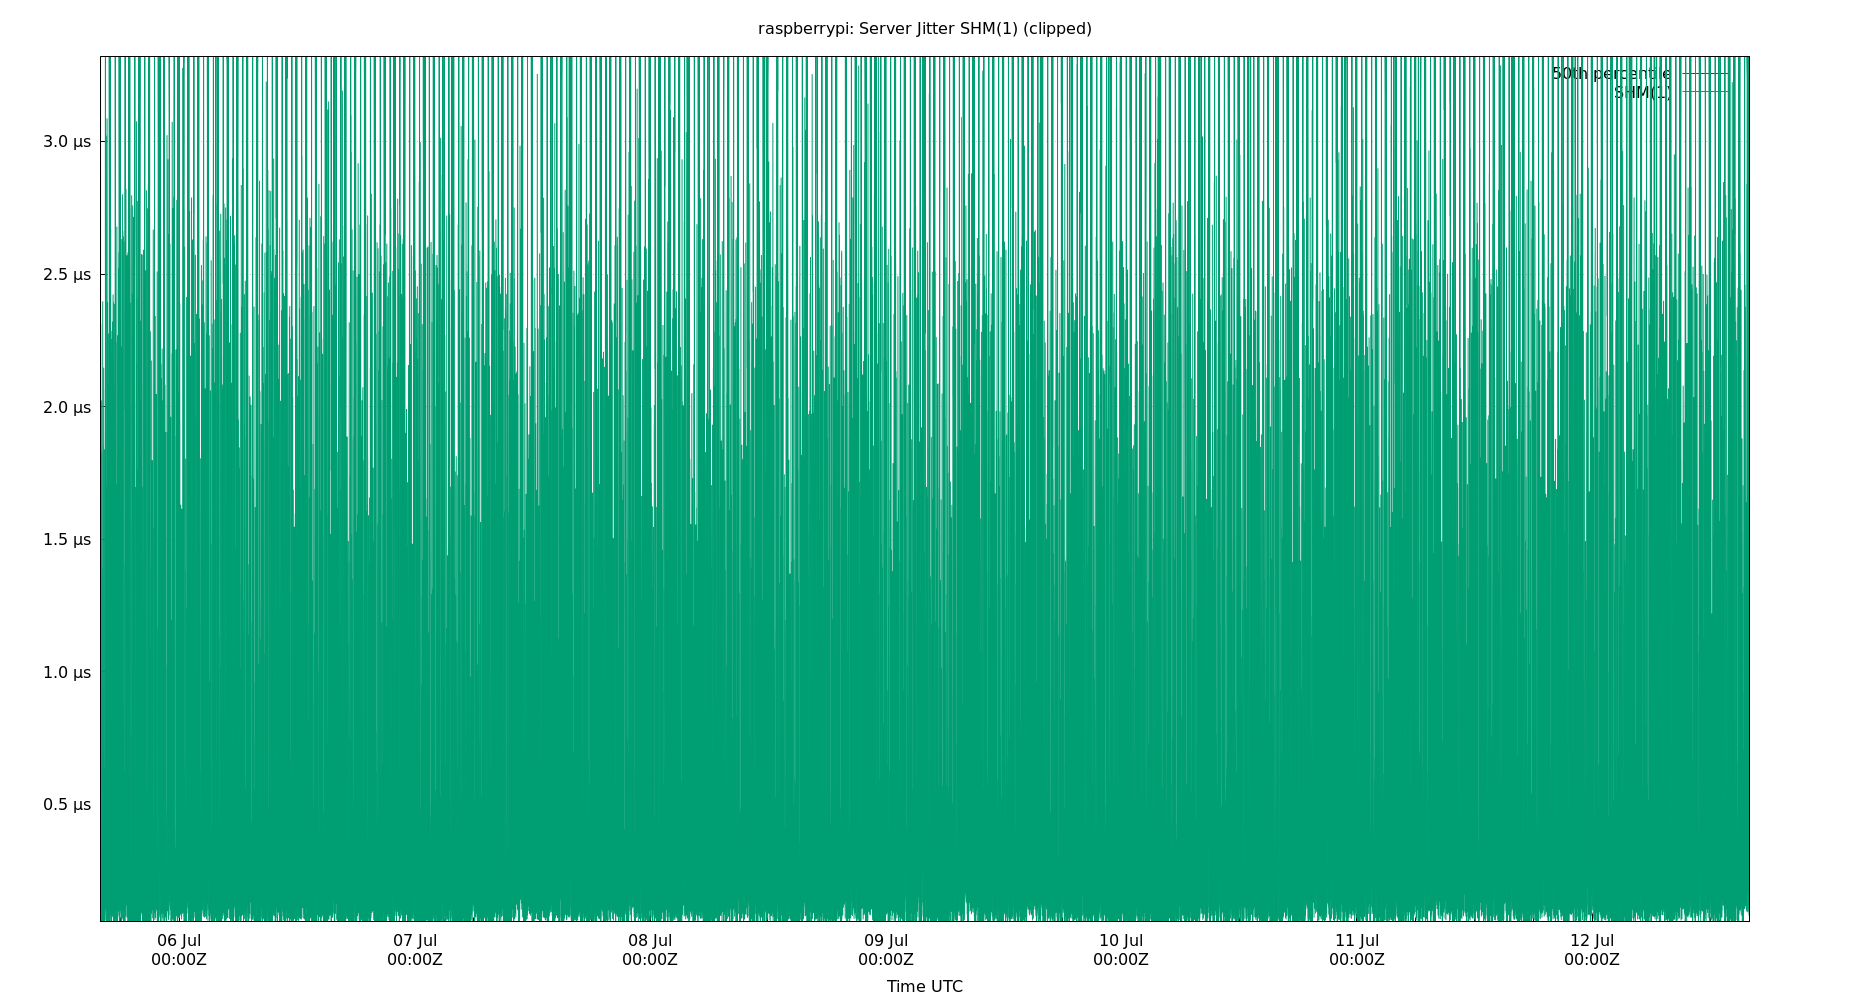 raspberrypi: Server Jitter SHM(1) (clipped)
50th percentile
SHM(1)
3.0 μs
2.5 μs
2.0 μs
1.5 μs
1.0 μs
0.5 μs
06 Jul 07 Jul 08 Jul 09 Jul 10 Jul 11 Jul 12 Jul
00:00Z 00:00Z 00:00Z 00:00Z 00:00Z 00:00Z 00:00Z
Time UTC